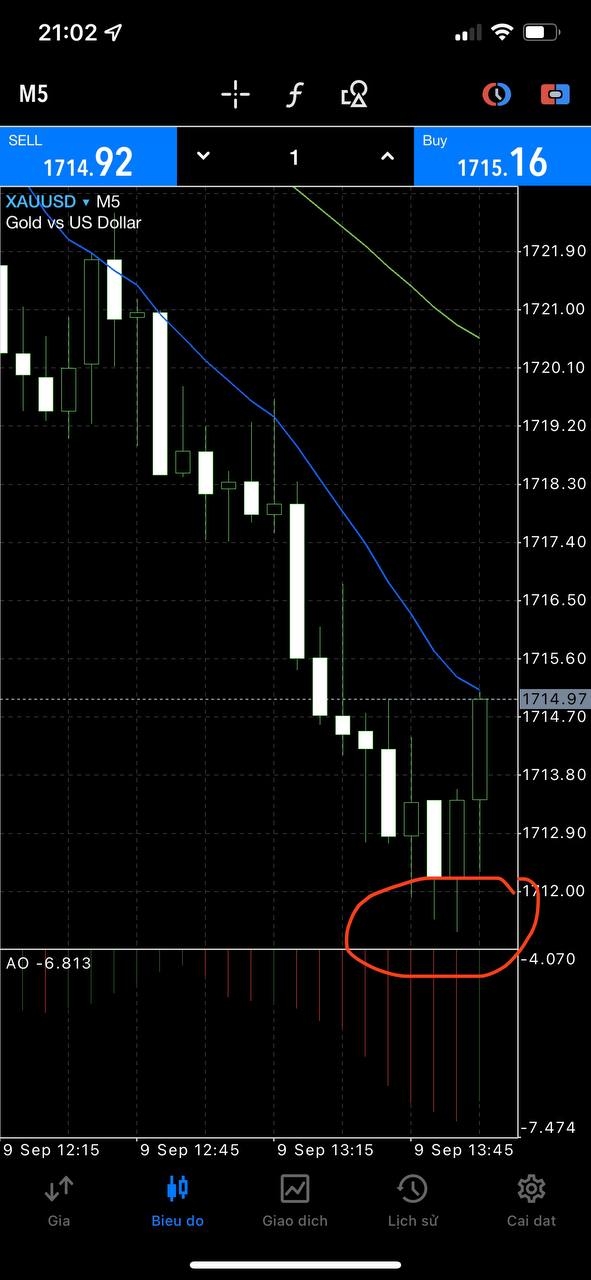 21:02
M5
SELL
1714.92
1
Buy
1715.16
XAUUSD ▾ M5
Gold vs US Dollar
1721.90
1721.00
1720.10
1719.20
1718.30
1717.40
1716.50
1715.60
1714.97
1714.70
1713.80
1712.90
1712.00
AO -6.813
-4.070
-7.474
9 Sep 12:15
9 Sep 12:45
9 Sep 13:15
9 Sep 13:45
Gia
Bieu do
Giao dich
Lịch sử
Cai dat